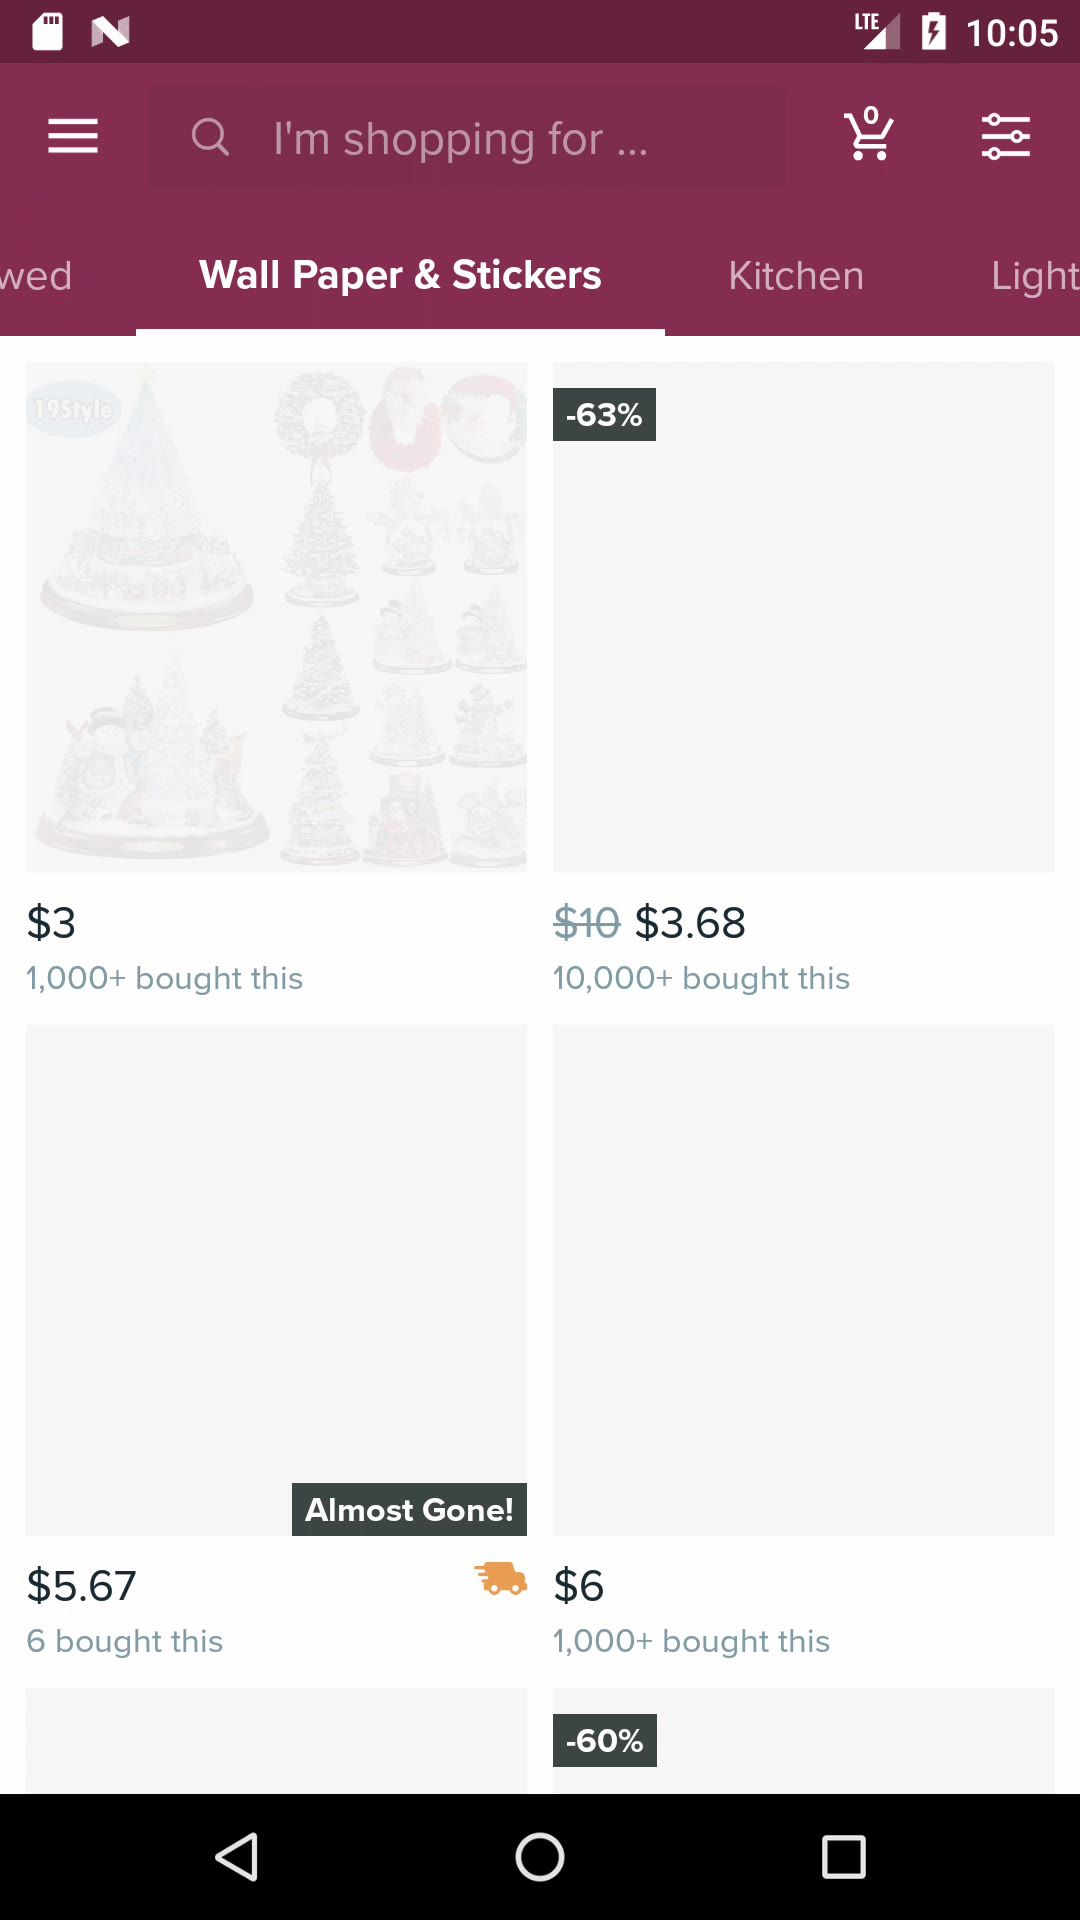 LTE 10:05
I'm shopping for ... 0
wed Wall Paper & Stickers Kitchen Light
19Style
-63%
$3
1,000+ bought this
$10 $3.68
10,000+ bought this
Almost Gone!
$5.67
6 bought this
$6
1,000+ bought this
-60%